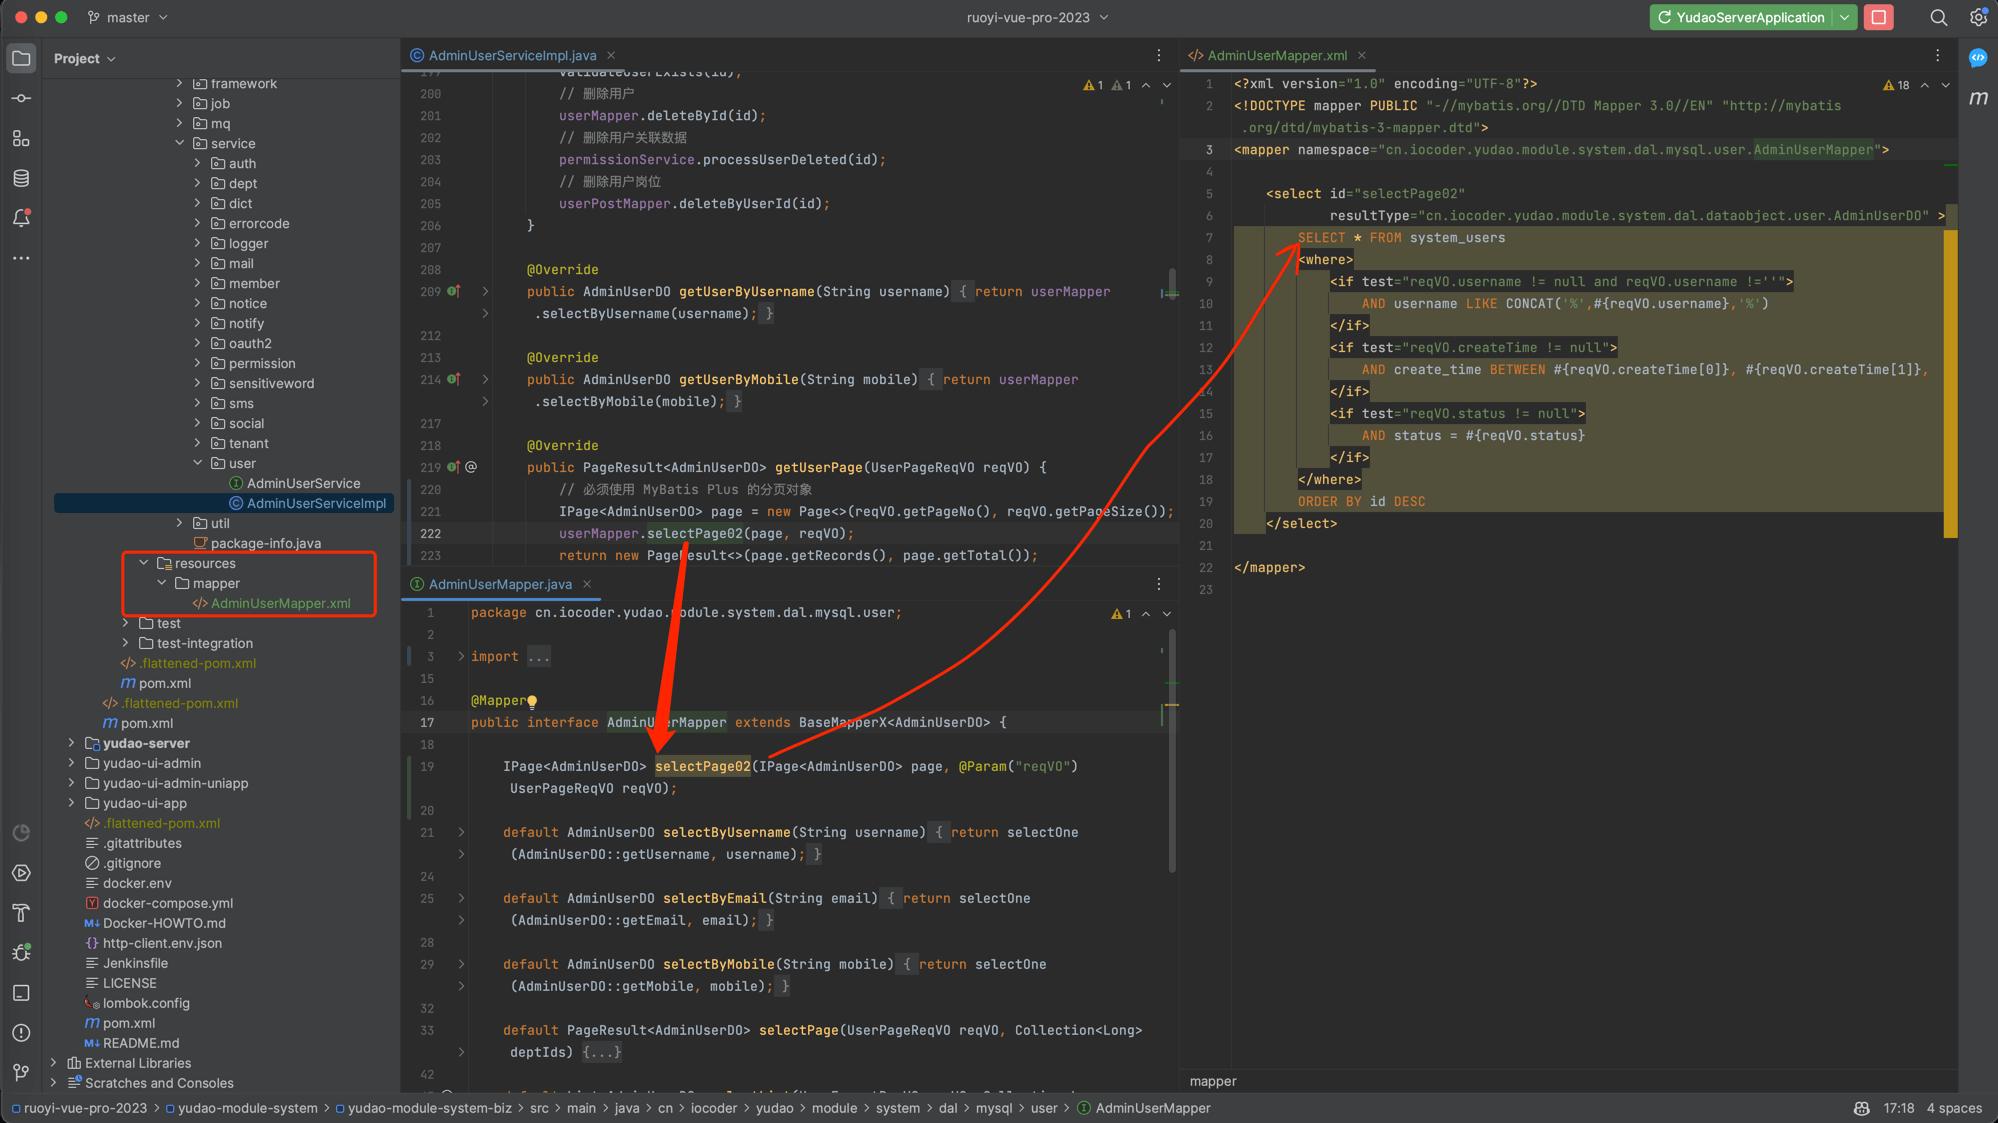 master
ruoyi-vue-pro-2023
YudaoServerApplication
Project
framework
job
mq
service
auth
dept
dict
errorcode
logger
mail
member
notice
notify
oauth2
permission
sensitiveword
sms
social
tenant
user
AdminUserService
AdminUserServiceImpl
util
package-info.java
resources
mapper
AdminUserMapper.xml
test
test-integration
.flattened-pom.xml
pom.xml
.flattened-pom.xml
pom.xml
yudao-server
yudao-ui-admin
yudao-ui-admin-uniapp
yudao-ui-app
.flattened-pom.xml
.gitattributes
.gitignore
docker.env
docker-compose.yml
Docker-HOWTO.md
http-client.env.json
Jenkinsfile
LICENSE
lombok.config
pom.xml
README.md
External Libraries
Scratches and Consoles
AdminUserServiceImpl.java
1 1
199 validateUserExists(id);
200 // 删除用户
201 userMapper.deleteById(id);
202 // 删除用户关联数据
203 permissionService.processUserDeleted(id);
204 // 删除用户岗位
205 userPostMapper.deleteByUserId(id);
206 }
207
208 @Override
209 public AdminUserDO getUserByUsername(String username) { return userMapper
.selectByUsername(username); }
212
213 @Override
214 public AdminUserDO getUserByMobile(String mobile) { return userMapper
.selectByMobile(mobile); }
217
218 @Override
219 @ public PageResult<AdminUserDO> getUserPage(UserPageReqVO reqVO) {
220 // 必须使用 MyBatis Plus 的分页对象
221 IPage<AdminUserDO> page = new Page<>(reqVO.getPageNo(), reqVO.getPageSize());
222 userMapper.selectPage02(page, reqVO);
223 return new PageResult<>(page.getRecords(), page.getTotal());
AdminUserMapper.java
1
1 package cn.iocoder.yudao.module.system.dal.mysql.user;
2
3 import ...
15
16 @Mapper
17 public interface AdminUserMapper extends BaseMapperX<AdminUserDO> {
18
19 IPage<AdminUserDO> selectPage02(IPage<AdminUserDO> page, @Param("reqVO")
UserPageReqVO reqVO);
20
21 default AdminUserDO selectByUsername(String username) { return selectOne
(AdminUserDO::getUsername, username); }
24
25 default AdminUserDO selectByEmail(String email) { return selectOne
(AdminUserDO::getEmail, email); }
28
29 default AdminUserDO selectByMobile(String mobile) { return selectOne
(AdminUserDO::getMobile, mobile); }
32
33 default PageResult<AdminUserDO> selectPage(UserPageReqVO reqVO, Collection<Long>
deptIds) {...}
42
AdminUserMapper.xml
18
1 <?xml version="1.0" encoding="UTF-8"?>
2 <!DOCTYPE mapper PUBLIC "-//mybatis.org//DTD Mapper 3.0//EN" "http://mybatis
.org/dtd/mybatis-3-mapper.dtd">
3 <mapper namespace="cn.iocoder.yudao.module.system.dal.mysql.user.AdminUserMapper">
4
5 <select id="selectPage02"
6 resultType="cn.iocoder.yudao.module.system.dal.dataobject.user.AdminUserDO" >
7 SELECT * FROM system_users
8 <where>
9 <if test="reqVO.username != null and reqVO.username !=''">
10 AND username LIKE CONCAT('%',#{reqVO.username},'%')
11 </if>
12 <if test="reqVO.createTime != null">
13 AND create_time BETWEEN #{reqVO.createTime[0]}, #{reqVO.createTime[1]},
14 </if>
15 <if test="reqVO.status != null">
16 AND status = #{reqVO.status}
17 </if>
18 </where>
19 ORDER BY id DESC
20 </select>
21
22 </mapper>
23
mapper
m
ruoyi-vue-pro-2023 > yudao-module-system > yudao-module-system-biz > src > main > java > cn > iocoder > yudao > module > system > dal > mysql > user > AdminUserMapper
17:18 4 spaces